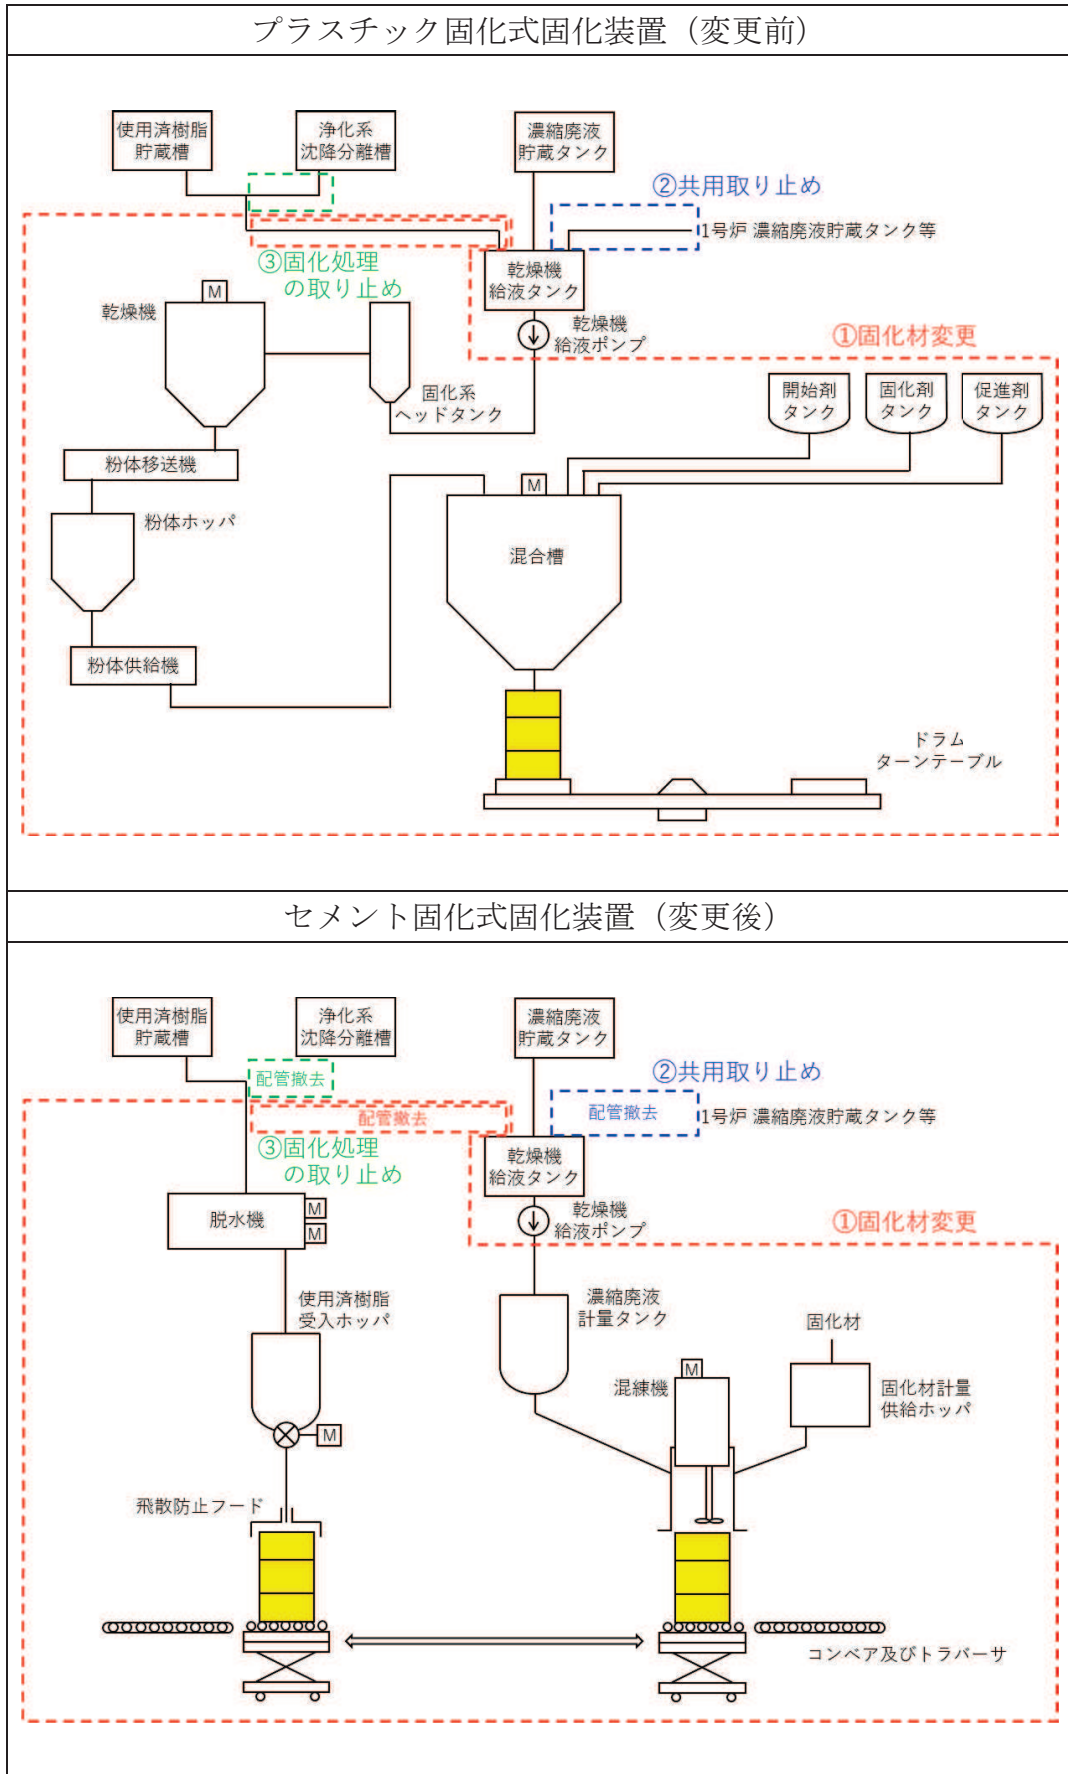 プラスチック固化式固化装置（変更前）
使用済樹脂
貯蔵槽
浄化系
沈降分離槽
濃縮廃液
貯蔵タンク
②共用取り止め
1号炉 濃縮廃液貯蔵タンク等
③固化処理
の取り止め
乾燥機
給液タンク
M
乾燥機
乾燥機
給液ポンプ
①固化材変更
固化系
ヘッドタンク
開始剤
タンク
固化剤
タンク
促進剤
タンク
粉体移送機
M
粉体ホッパ
混合槽
粉体供給機
ドラム
ターンテーブル
セメント固化式固化装置（変更後）
使用済樹脂
貯蔵槽
浄化系
沈降分離槽
濃縮廃液
貯蔵タンク
配管撤去
②共用取り止め
配管撤去
配管撤去
1号炉 濃縮廃液貯蔵タンク等
③固化処理
の取り止め
乾燥機
給液タンク
脱水機
M
M
乾燥機
給液ポンプ
①固化材変更
使用済樹脂
受入ホッパ
濃縮廃液
計量タンク
固化材
M
混練機
固化材計量
供給ホッパ
M
飛散防止フード
コンベア及びトラバーサ